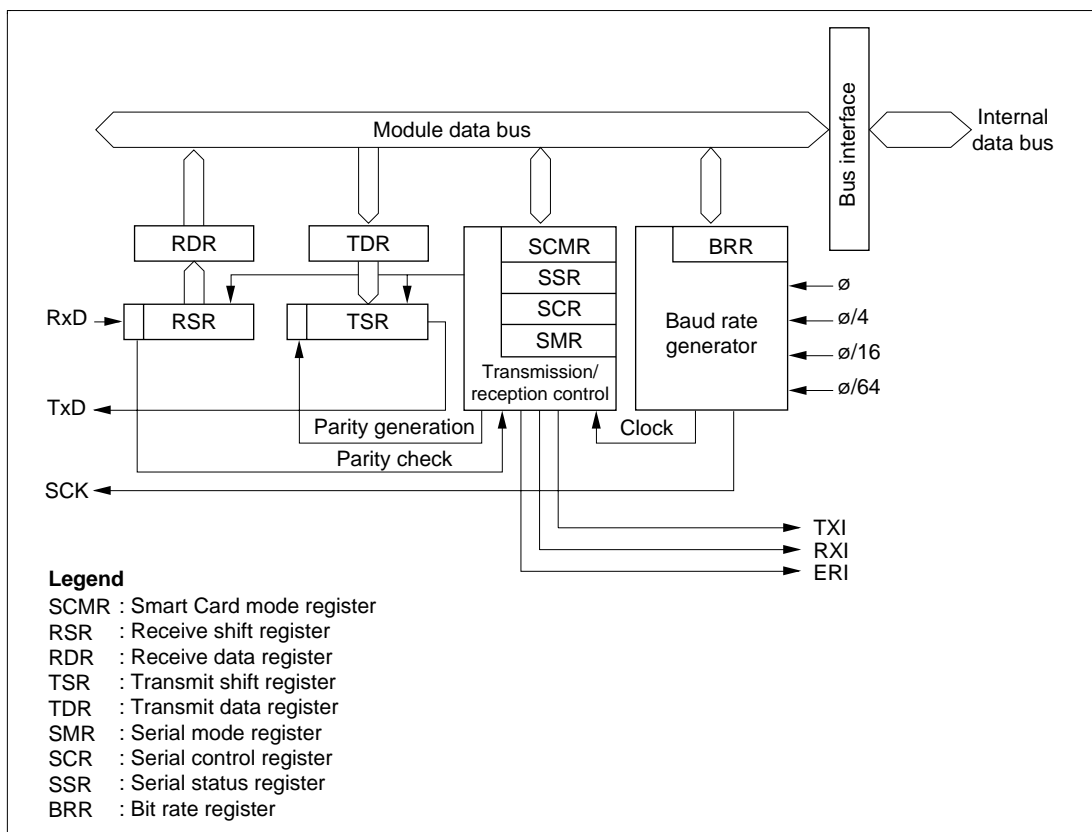 Module data bus
Bus interface
Internal
data bus
RDR
TDR
SCMR
SSR
SCR
SMR
Transmission/
reception control
BRR
Baud rate
generator
ø
ø/4
ø/16
ø/64
RxD
RSR
TSR
TxD
Parity generation
Parity check
Clock
SCK
TXI
RXI
ERI
Legend
SCMR : Smart Card mode register
RSR : Receive shift register
RDR : Receive data register
TSR : Transmit shift register
TDR : Transmit data register
SMR : Serial mode register
SCR : Serial control register
SSR : Serial status register
BRR : Bit rate register